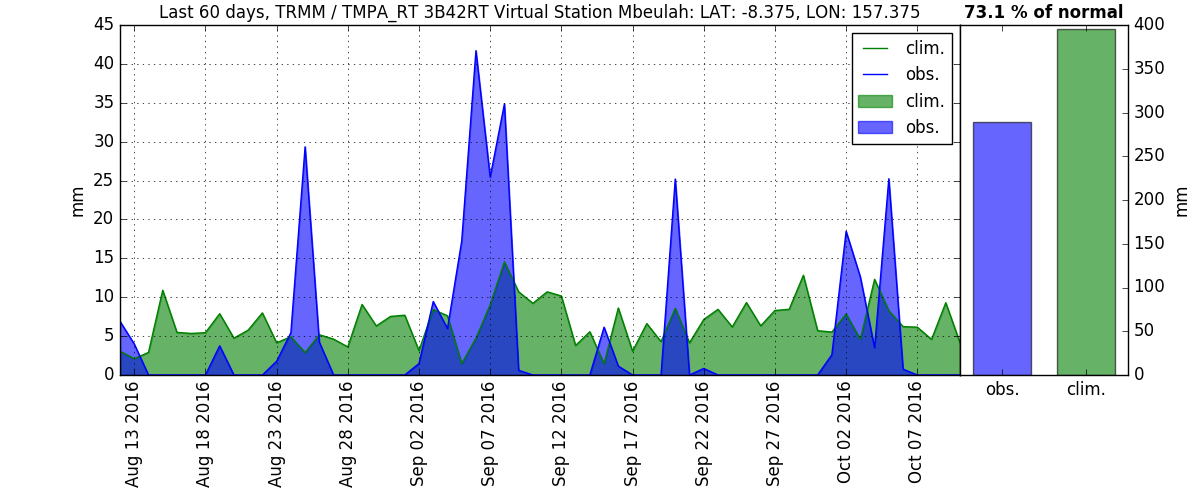 Last 60 days, TRMM / TMPA_RT 3B42RT Virtual Station Mbeulah: LAT: -8.375, LON: 157.375
73.1 % of normal
45
40
35
30
25
20
15
10
5
0
mm
clim.
obs.
clim.
obs.
400
350
300
250
200
150
100
50
0
mm
obs.
clim.
Aug 13 2016
Aug 18 2016
Aug 23 2016
Aug 28 2016
Sep 02 2016
Sep 07 2016
Sep 12 2016
Sep 17 2016
Sep 22 2016
Sep 27 2016
Oct 02 2016
Oct 07 2016